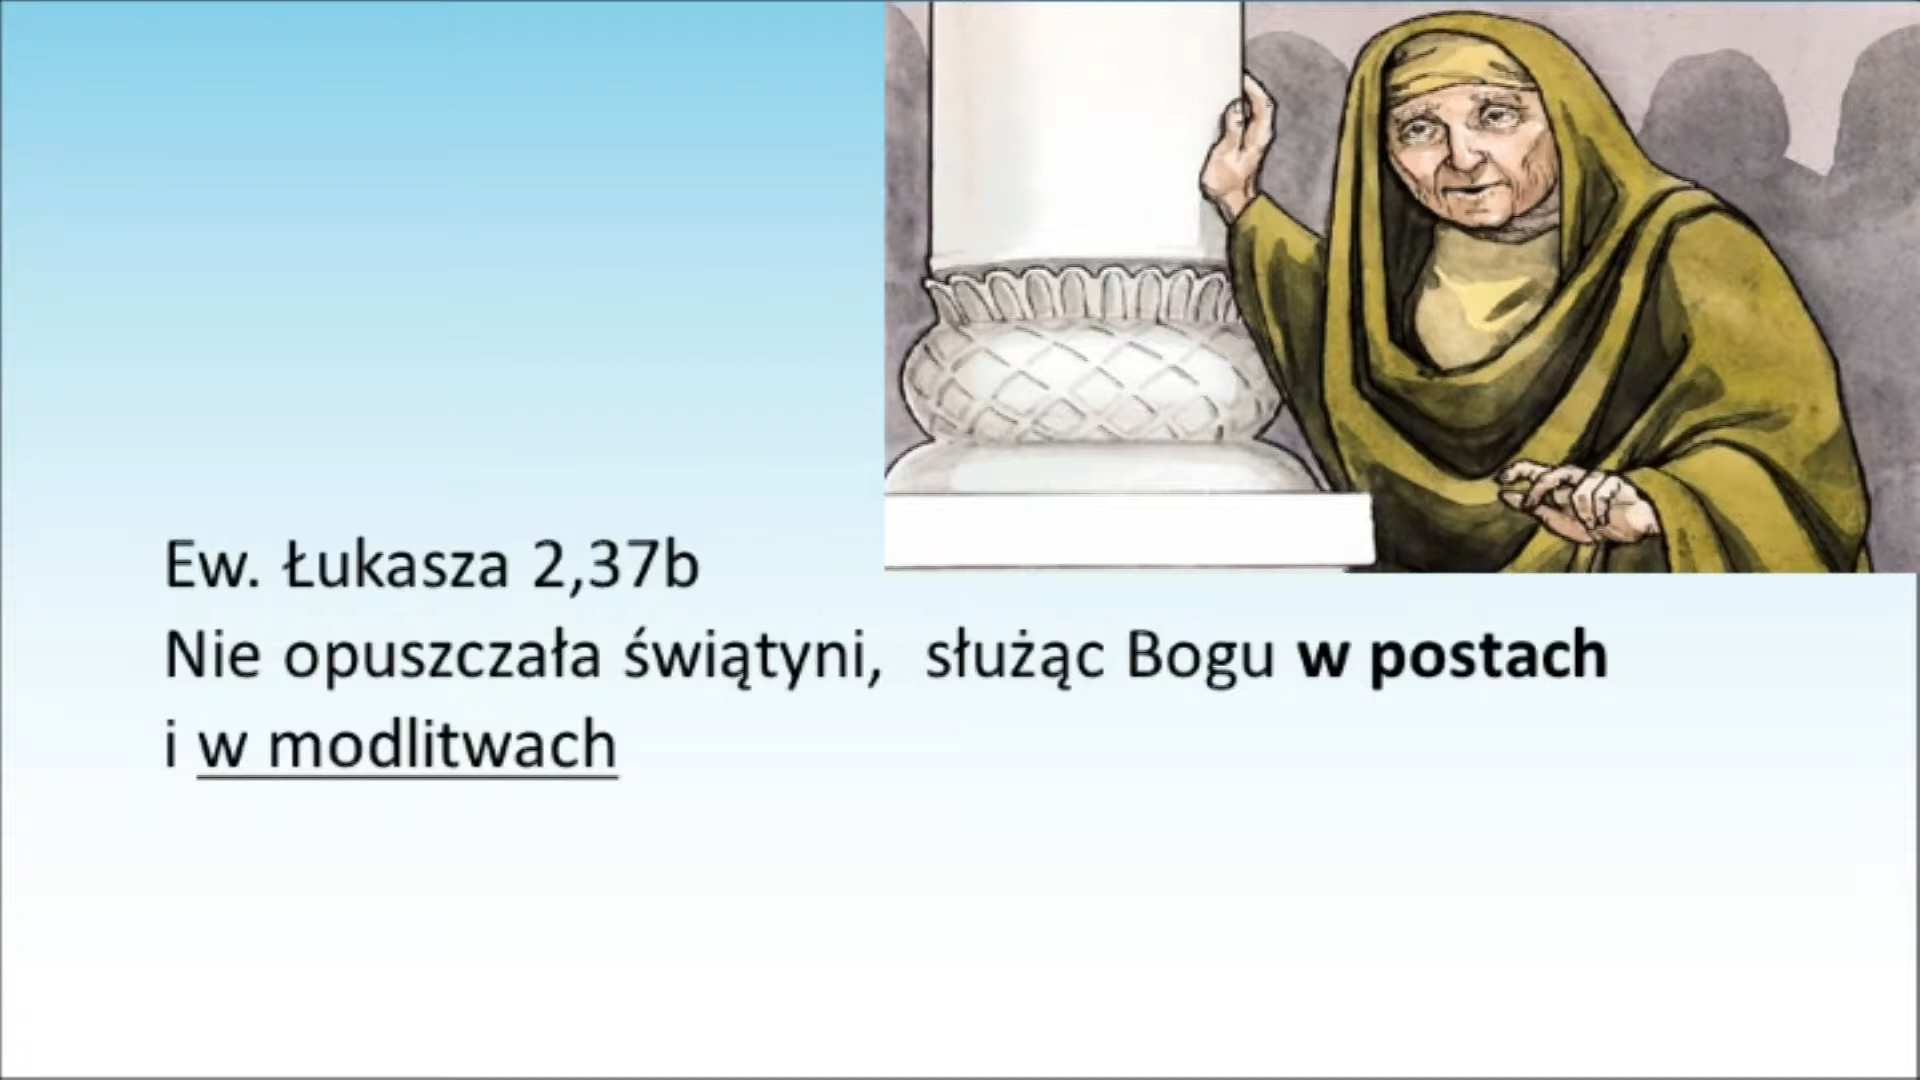 Ew. Łukasza 2,37b
Nie opuszczała świątyni, służąc Bogu w postach
i w modlitwach